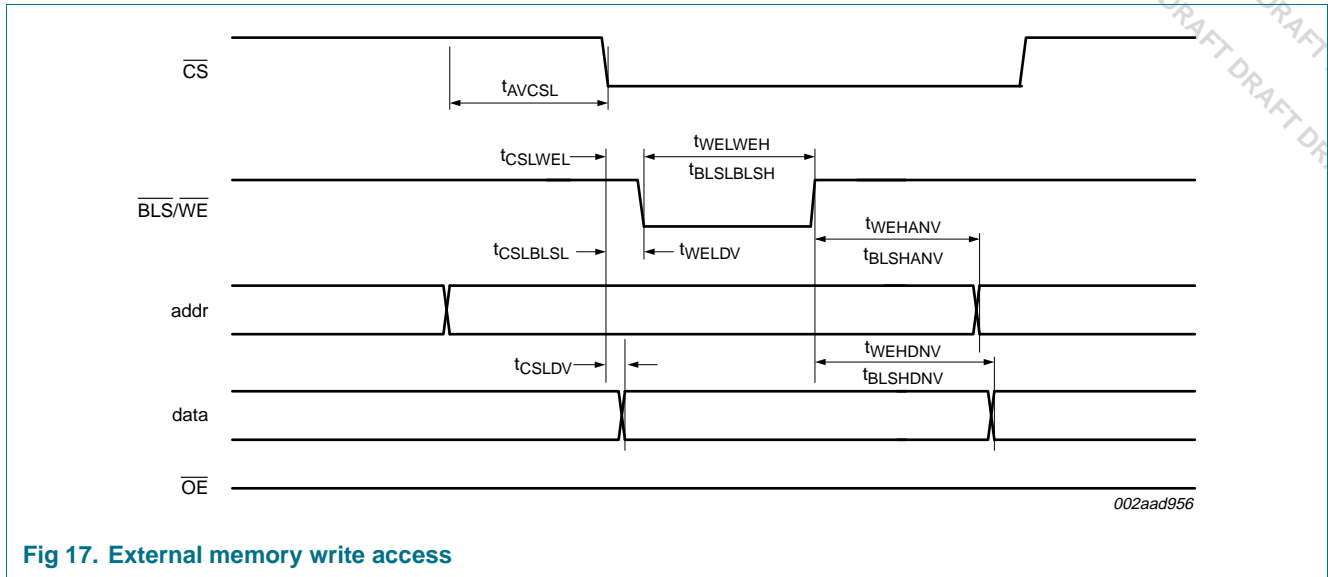 DRAFT DRAFT DRAFT DR
DRAFT
CS
tAVCSL
tCSLWEL
tWELWEH
tBLSLBLSH
BLS/WE
tCSLBLSL
tWELDV
tWEHANV
tBLSHANV
addr
tCSLDV
tWEHDNV
tBLSHDNV
data
OE
002aad956
Fig 17. External memory write access